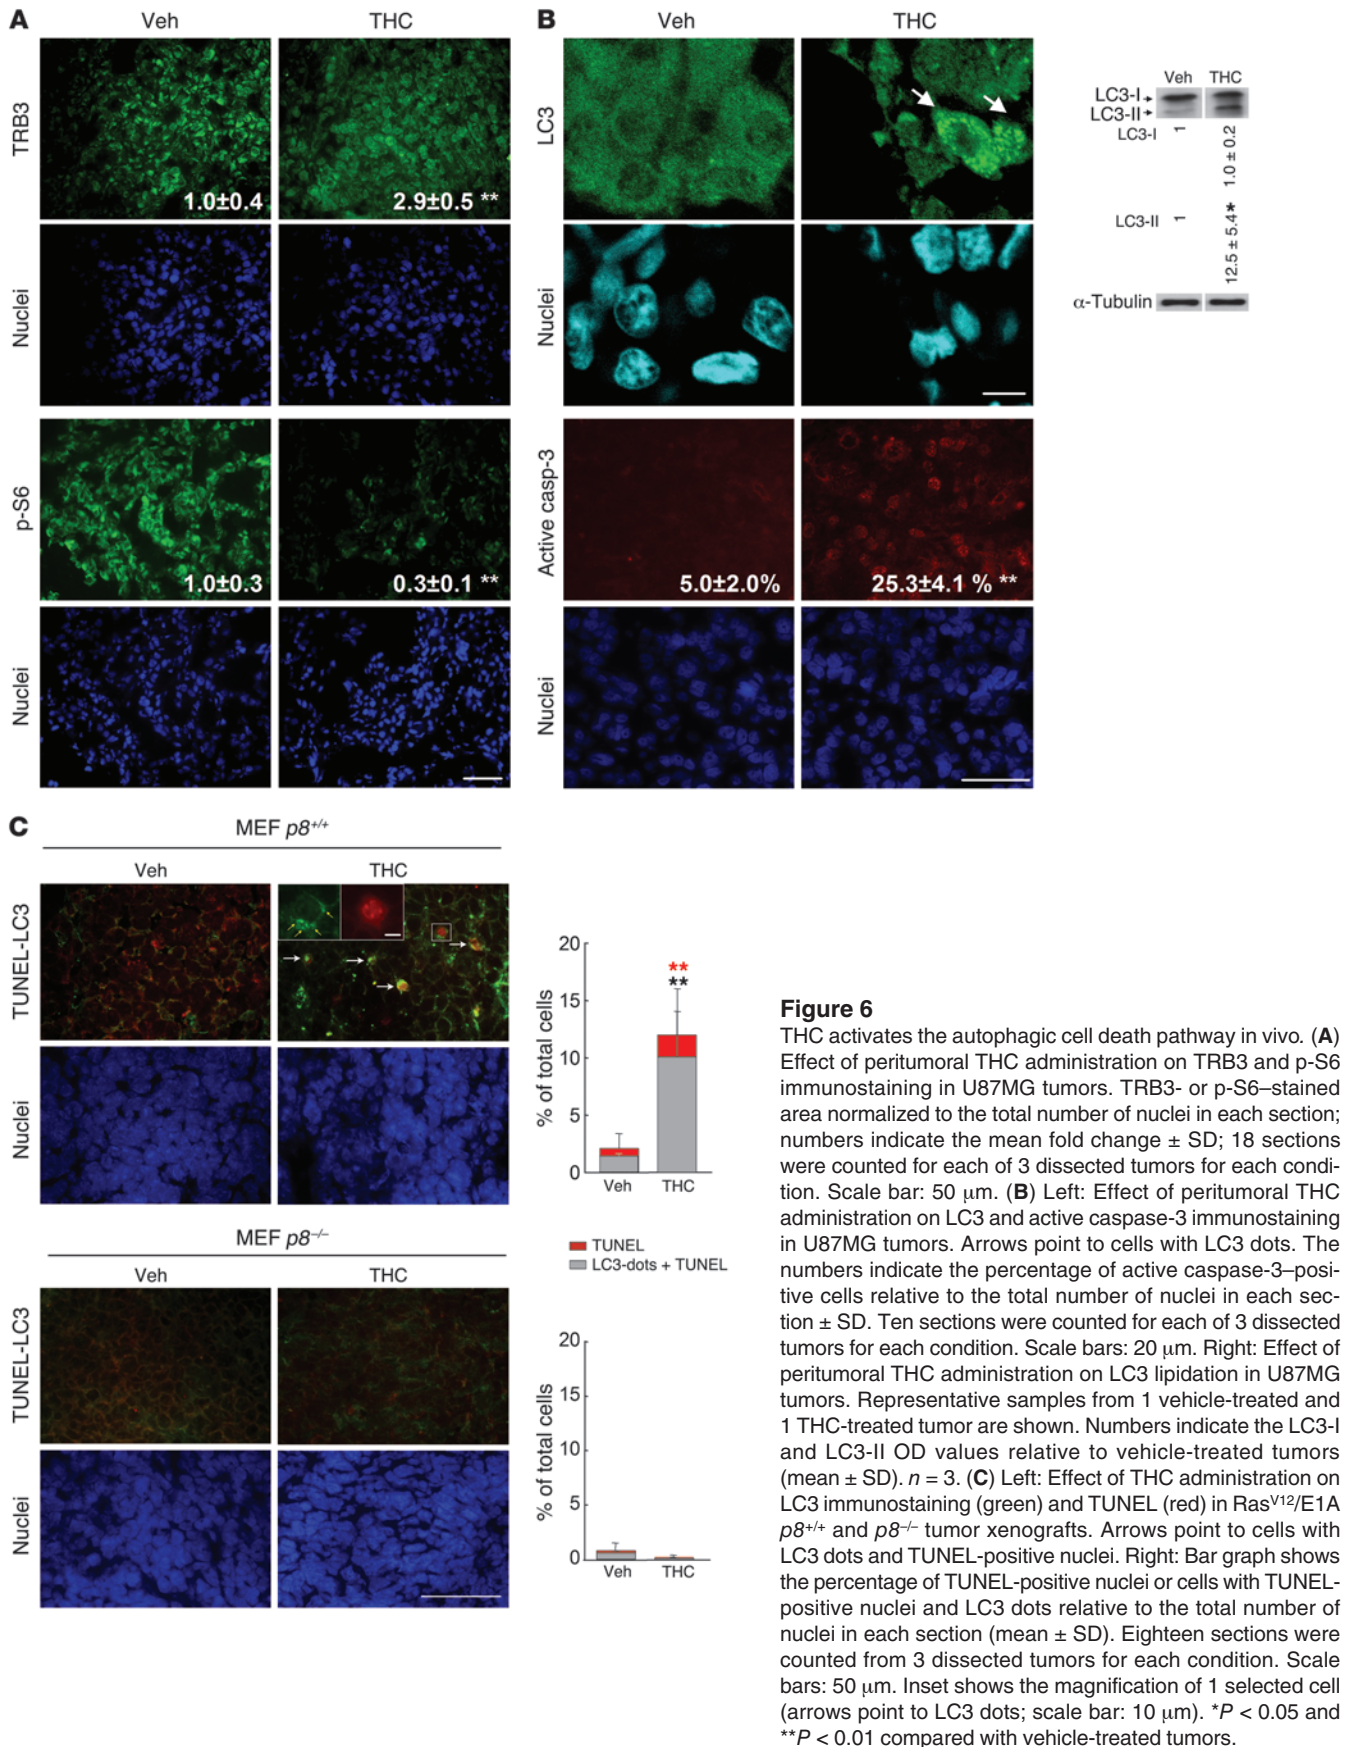 A
Veh
THC
TRB3
1.0±0.4
2.9±0.5 **
Nuclei
p-S6
1.0±0.3
0.3±0.1 **
Nuclei
B
Veh
THC
LC3
Nuclei
Active casp-3
5.0±2.0%
25.3±4.1 % **
Nuclei
Veh
THC
LC3-I
LC3-II
LC3-I
1
1.0 ± 0.2
LC3-II
1
12.5 ± 5.4*
α-Tubulin
C
MEF p8+/+
Veh
THC
TUNEL-LC3
Nuclei
% of total cells
20
15
10
5
0
**
**
Veh
THC
TUNEL
LC3-dots + TUNEL
MEF p8–/–
Veh
THC
TUNEL-LC3
Nuclei
% of total cells
20
15
10
5
0
Veh
THC
Figure 6
THC activates the autophagic cell death pathway in vivo. (A)
Effect of peritumoral THC administration on TRB3 and p-S6
immunostaining in U87MG tumors. TRB3- or p-S6–stained
area normalized to the total number of nuclei in each section;
numbers indicate the mean fold change ± SD; 18 sections
were counted for each of 3 dissected tumors for each condi-
tion. Scale bar: 50 μm. (B) Left: Effect of peritumoral THC
administration on LC3 and active caspase-3 immunostaining
in U87MG tumors. Arrows point to cells with LC3 dots. The
numbers indicate the percentage of active caspase-3–posi-
tive cells relative to the total number of nuclei in each sec-
tion ± SD. Ten sections were counted for each of 3 dissected
tumors for each condition. Scale bars: 20 μm. Right: Effect of
peritumoral THC administration on LC3 lipidation in U87MG
tumors. Representative samples from 1 vehicle-treated and
1 THC-treated tumor are shown. Numbers indicate the LC3-I
and LC3-II OD values relative to vehicle-treated tumors
(mean ± SD). n = 3. (C) Left: Effect of THC administration on
LC3 immunostaining (green) and TUNEL (red) in RasV12/E1A
p8+/+ and p8–/– tumor xenografts. Arrows point to cells with
LC3 dots and TUNEL-positive nuclei. Right: Bar graph shows
the percentage of TUNEL-positive nuclei or cells with TUNEL-
positive nuclei and LC3 dots relative to the total number of
nuclei in each section (mean ± SD). Eighteen sections were
counted from 3 dissected tumors for each condition. Scale
bars: 50 μm. Inset shows the magnification of 1 selected cell
(arrows point to LC3 dots; scale bar: 10 μm). *P < 0.05 and
**P < 0.01 compared with vehicle-treated tumors.